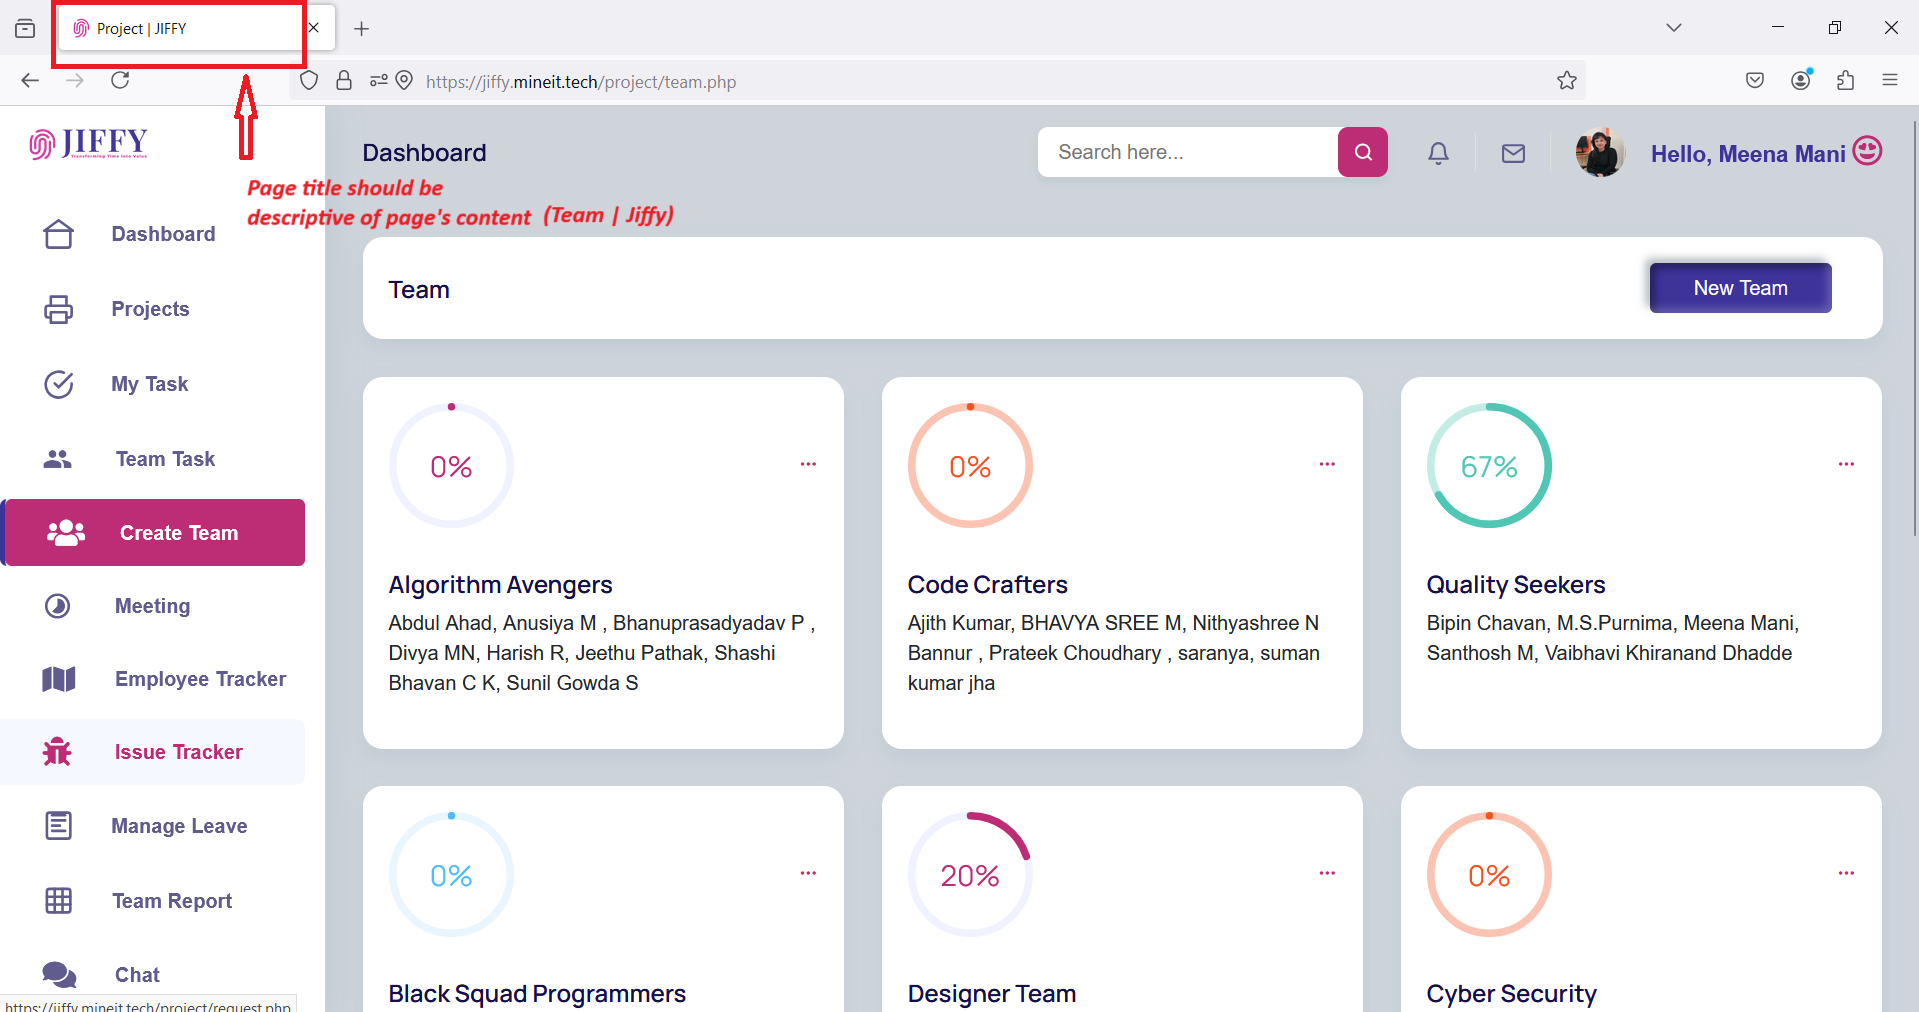 Project | JIFFY
https://jiffy.mineit.tech/project/team.php
JIFFY
Transforming Time Into Value
Dashboard
Search here...
Hello, Meena Mani
Page title should be
descriptive of page's content (Team | Jiffy)
Dashboard
Projects
My Task
Team Task
Create Team
Meeting
Employee Tracker
Issue Tracker
Manage Leave
Team Report
Chat
https://jiffy.mineit.tech/project/request.php
Team
New Team
0%
Algorithm Avengers
Abdul Ahad, Anusiya M , Bhanuprasadyadav P ,
Divya MN, Harish R, Jeethu Pathak, Shashi
Bhavan C K, Sunil Gowda S
0%
Code Crafters
Ajith Kumar, BHAVYA SREE M, Nithyashree N
Bannur , Prateek Choudhary , saranya, suman
kumar jha
67%
Quality Seekers
Bipin Chavan, M.S.Purnima, Meena Mani,
Santhosh M, Vaibhavi Khiranand Dhadde
0%
Black Squad Programmers
20%
Designer Team
0%
Cyber Security